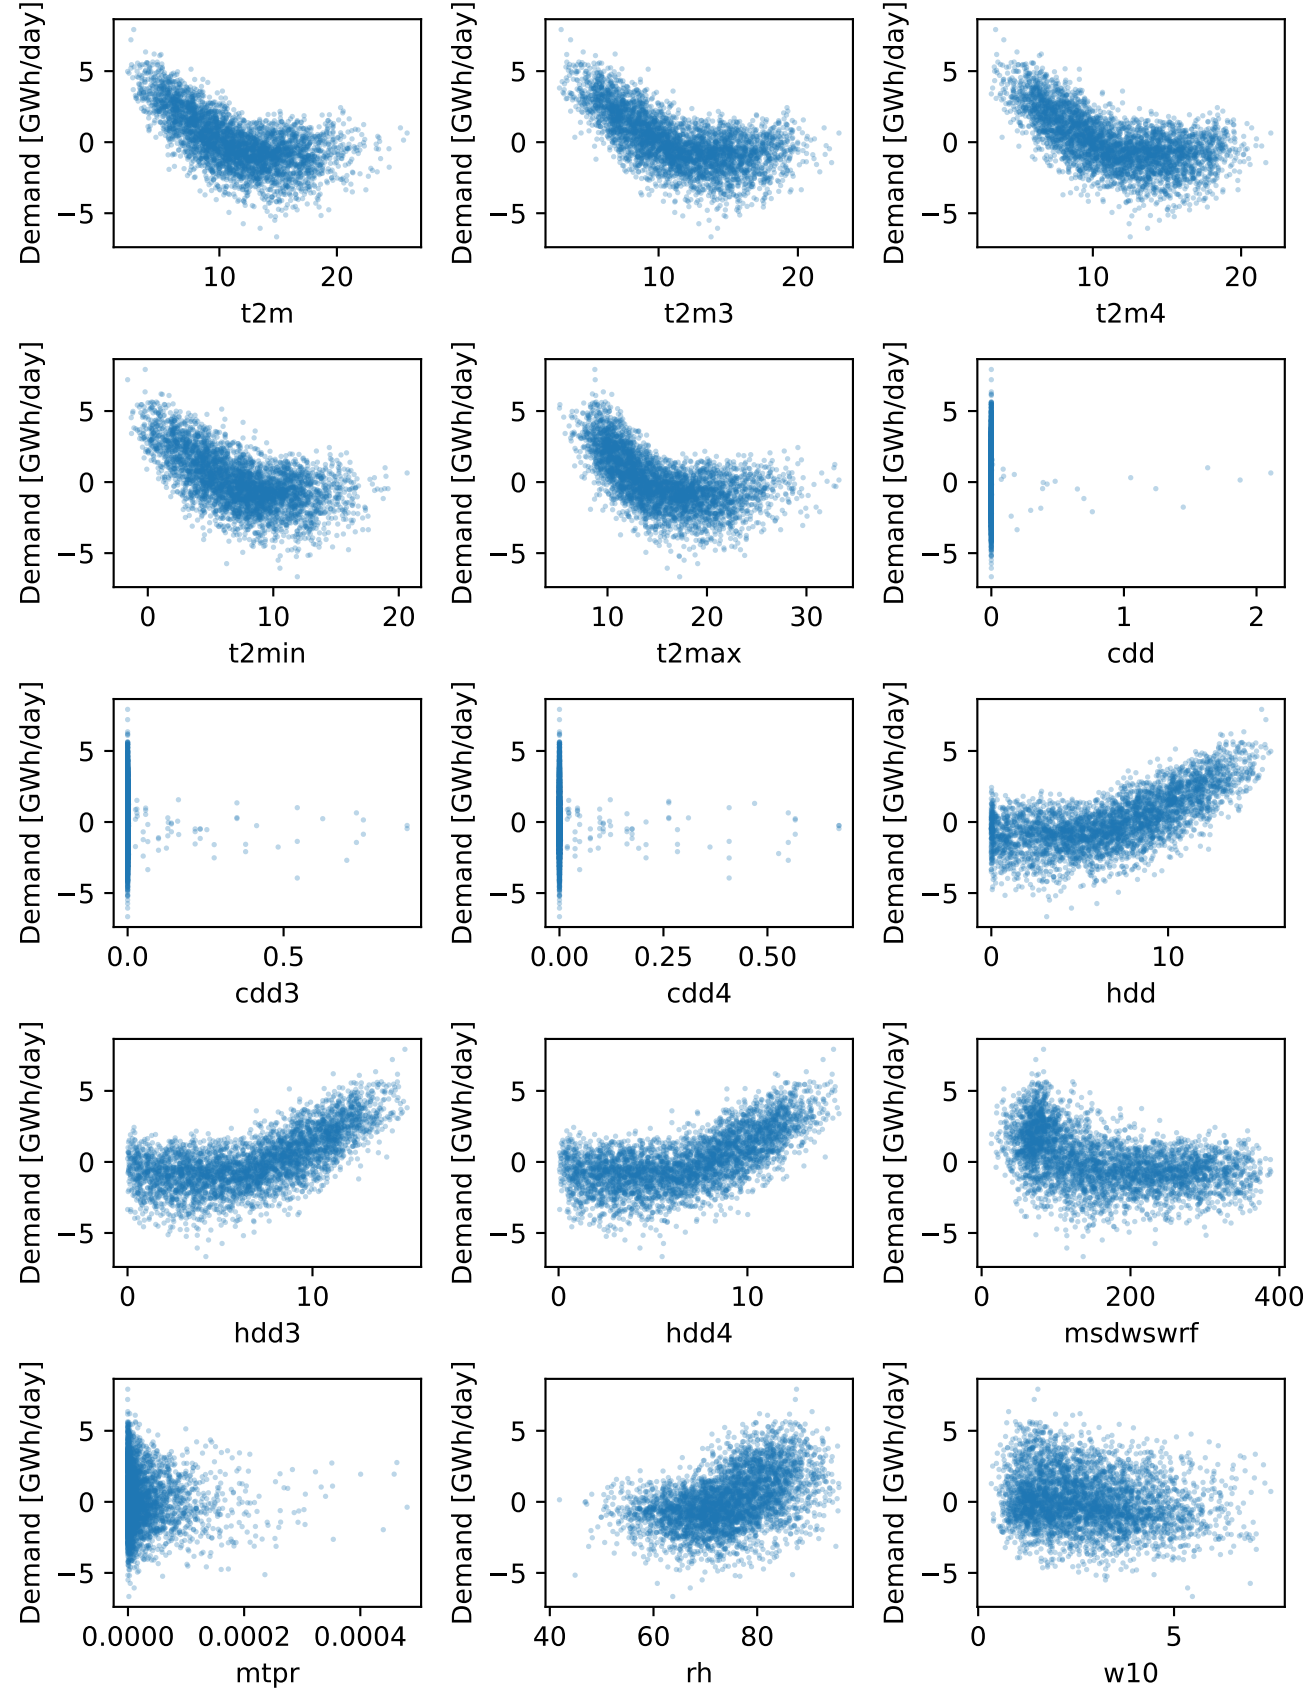 Demand [GWh/day]
5
0
−5
10 20
t2m
Demand [GWh/day]
5
0
−5
10 20
t2m3
Demand [GWh/day]
5
0
−5
10 20
t2m4
Demand [GWh/day]
5
0
−5
0 10 20
t2min
Demand [GWh/day]
5
0
−5
10 20 30
t2max
Demand [GWh/day]
5
0
−5
0 1 2
cdd
Demand [GWh/day]
5
0
−5
0.0 0.5
cdd3
Demand [GWh/day]
5
0
−5
0.00 0.25 0.50
cdd4
Demand [GWh/day]
5
0
−5
0 10
hdd
Demand [GWh/day]
5
0
−5
0 10
hdd3
Demand [GWh/day]
5
0
−5
0 10
hdd4
Demand [GWh/day]
5
0
−5
0 200 400
msdwswrf
Demand [GWh/day]
5
0
−5
0.0000 0.0002 0.0004
mtpr
Demand [GWh/day]
5
0
−5
40 60 80
rh
Demand [GWh/day]
5
0
−5
0 5
w10